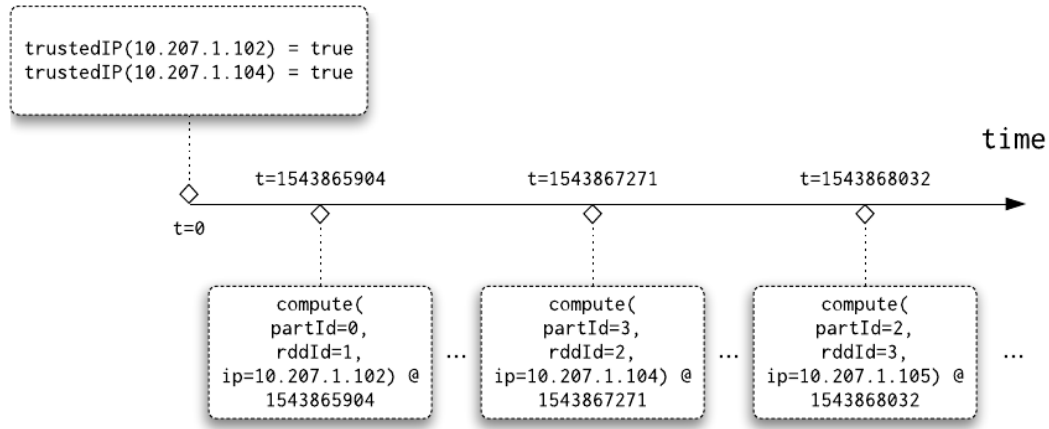 trustedIP(10.207.1.102) = true
trustedIP(10.207.1.104) = true
time
t=1543865904
t=1543867271
t=1543868032
t=0
compute(
partId=0,
rddId=1,
ip=10.207.1.102) @
1543865904
...
compute(
partId=3,
rddId=2,
ip=10.207.1.104) @
1543867271
...
compute(
partId=2,
rddId=3,
ip=10.207.1.105) @
1543868032
...